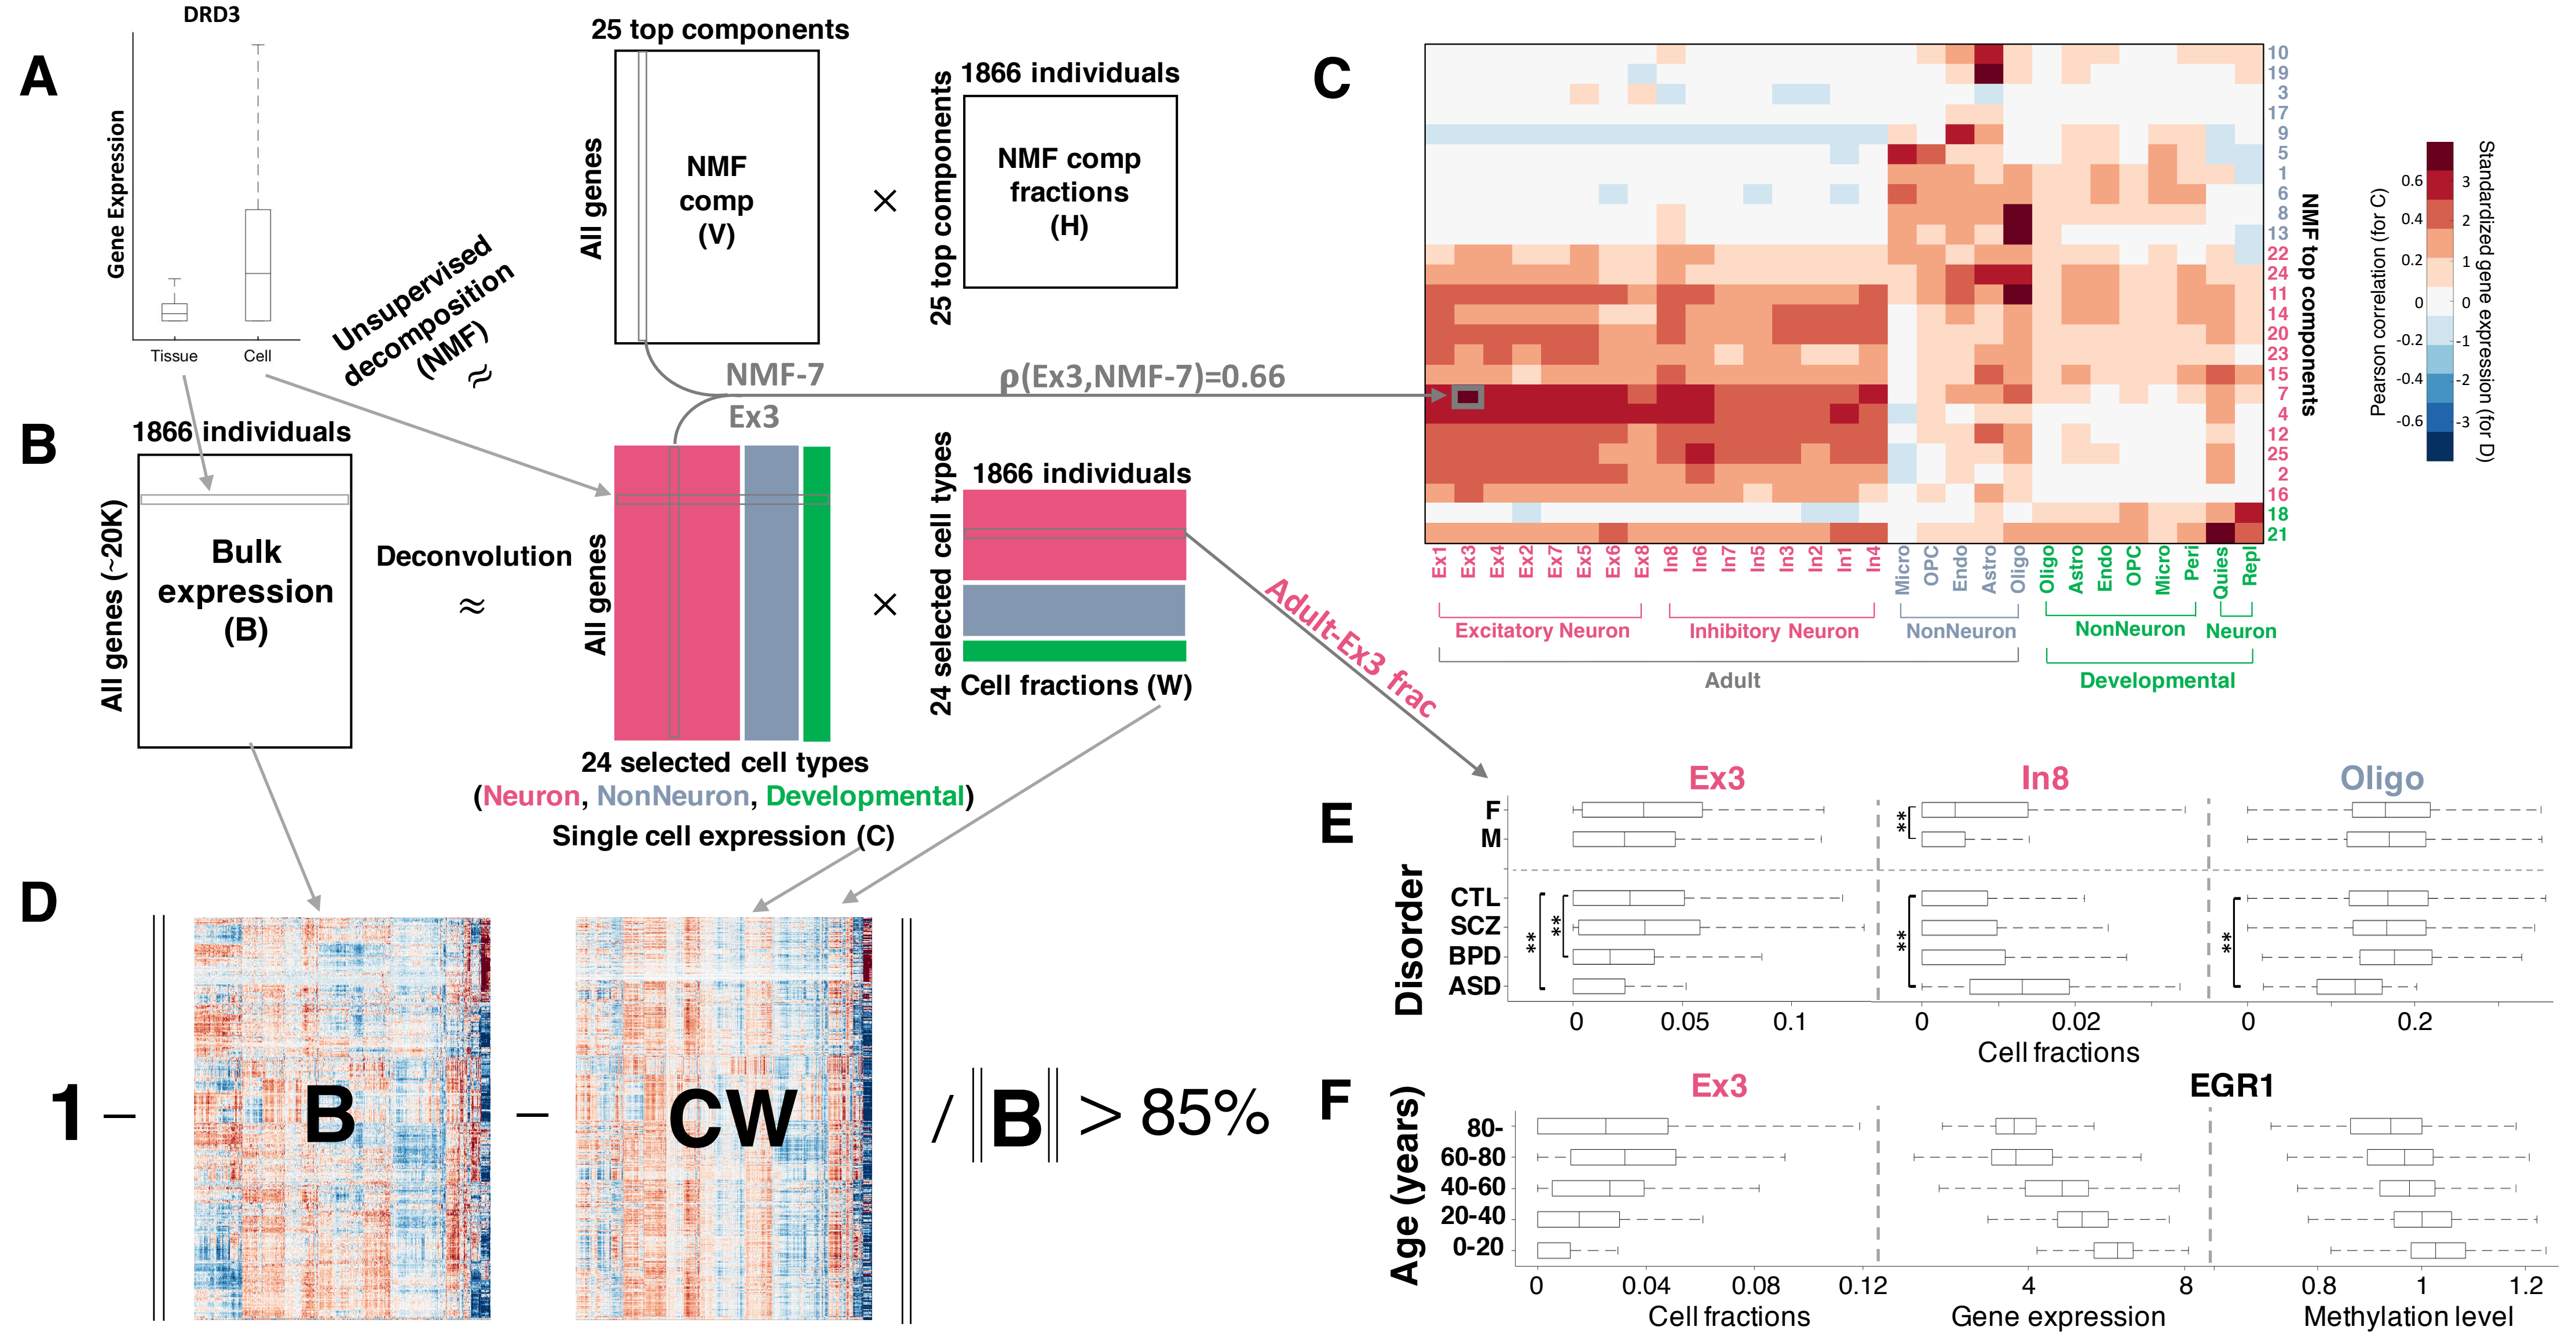 A
DRD3
Gene Expression
Tissue
Cell
Unsupervised
decomposition
(NMF)
≈
25 top components
All genes
NMF
comp
(V)
×
25 top components
1866 individuals
NMF comp
fractions
(H)
NMF-7
Ex3
ρ(Ex3,NMF-7)=0.66
B
1866 individuals
All genes (~20K)
Bulk
expression
(B)
Deconvolution
≈
All genes
24 selected cell types
(Neuron, NonNeuron, Developmental)
Single cell expression (C)
×
24 selected cell types
1866 individuals
Cell fractions (W)
Adult-Ex3 frac
C
10
19
3
17
9
5
1
6
8
13
22
24
11
14
20
23
15
7
4
12
25
2
16
18
21
NMF top components
Ex1 Ex3 Ex4 Ex2 Ex7 Ex5 Ex6 Ex8 In8 In6 In7 In5 In3 In2 In1 In4 Micro OPC Endo Astro Oligo Oligo Astro Endo OPC Micro Peri Quies Repl
Excitatory Neuron
Inhibitory Neuron
NonNeuron
NonNeuron
Neuron
Adult
Developmental
Pearson correlation (for C)
0.6
0.4
0.2
0
-0.2
-0.4
-0.6
3
2
1
0
-1
-2
-3
Standardized gene expression (for D)
D
1 – || B – CW || / || B || > 85%
E
Disorder
Ex3
In8
Oligo
F
M
CTL
SCZ
BPD
ASD
**
**
**
**
**
0 0.05 0.1
0 0.02
0 0.2
Cell fractions
F
Age (years)
Ex3
EGR1
80-
60-80
40-60
20-40
0-20
0 0.04 0.08 0.12
4 8
0.8 1 1.2
Cell fractions
Gene expression
Methylation level